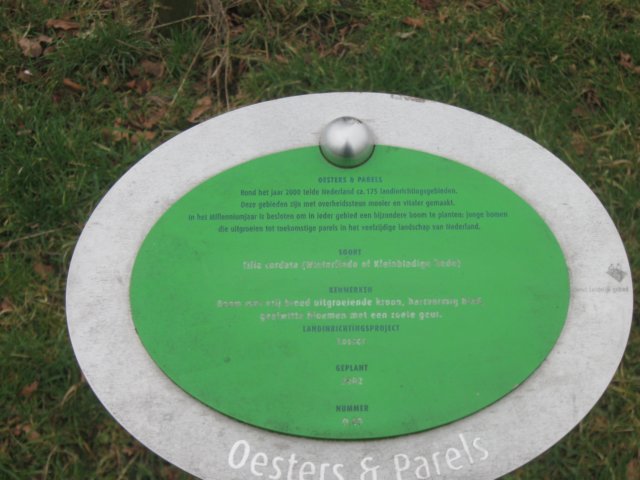 OESTERS & PARELS
Rond het jaar 2000 telde Nederland ca. 175 landinrichtingsgebieden.
Deze gebieden zijn met overheidssteun mooier en vitaler gemaakt.
In het Millenniumjaar is besloten om in ieder gebied een bijzondere boom te planten: jonge bomen
die uitgroeien tot toekomstige parels in het veelzijdige landschap van Nederland.
SOORT
Tilia cordata (Winterlinde of Kleinbladige linde)
KENMERKEN
Boom met vrij breed uitgroeiende kroon, hartvormig blad,
geelwitte bloemen met een zoete geur.
LANDINRICHTINGSPROJECT
GEPLANT
NUMMER
Oesters & Parels